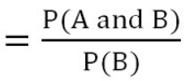 = P(A and B) / P(B)